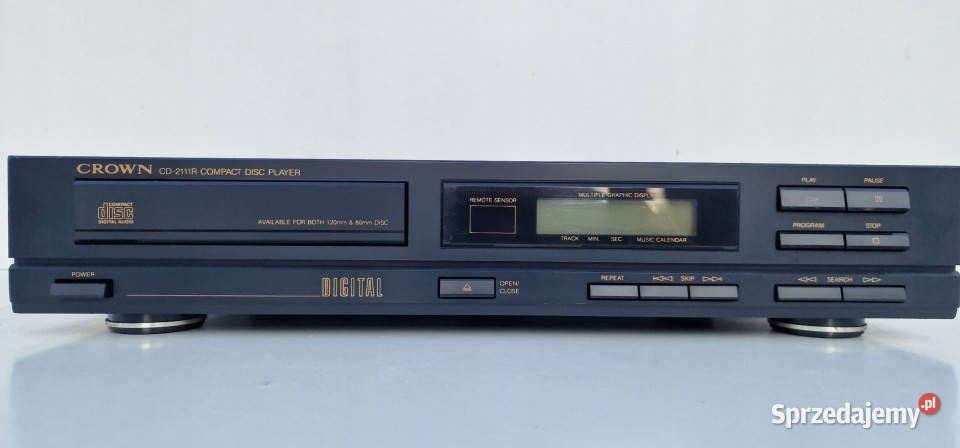 CROWN CD-2111R COMPACT DISC PLAYER
COMPACT
disc
DIGITAL AUDIO
AVAILABLE FOR BOTH 120mm & 80mm DISC
REMOTE SENSOR
MULTIPLE GRAPHIC DISPLAY
TRACK MIN. SEC MUSIC CALENDAR
PLAY PAUSE
PROGRAM STOP
POWER
DIGITAL
OPEN/
CLOSE
REPEAT SKIP
SEARCH
Sprzedajemy.pl